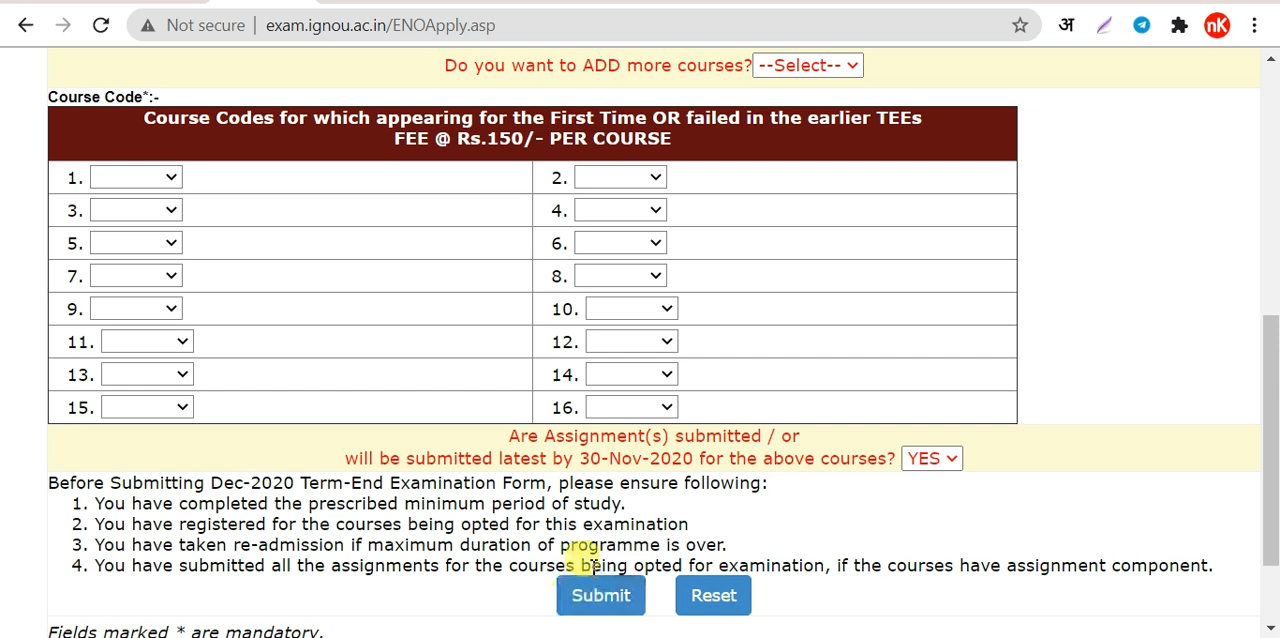 Not secure | exam.ignou.ac.in/ENOApply.asp अ nK
Do you want to ADD more courses? --Select--
Course Code*:-
Course Codes for which appearing for the First Time OR failed in the earlier TEEs
FEE @ Rs.150/- PER COURSE
1. 2.
3. 4.
5. 6.
7. 8.
9. 10.
11. 12.
13. 14.
15. 16.
Are Assignment(s) submitted / or
will be submitted latest by 30-Nov-2020 for the above courses? YES
Before Submitting Dec-2020 Term-End Examination Form, please ensure following:
1. You have completed the prescribed minimum period of study.
2. You have registered for the courses being opted for this examination
3. You have taken re-admission if maximum duration of programme is over.
4. You have submitted all the assignments for the courses being opted for examination, if the courses have assignment component.
Submit Reset
Fields marked * are mandatory.